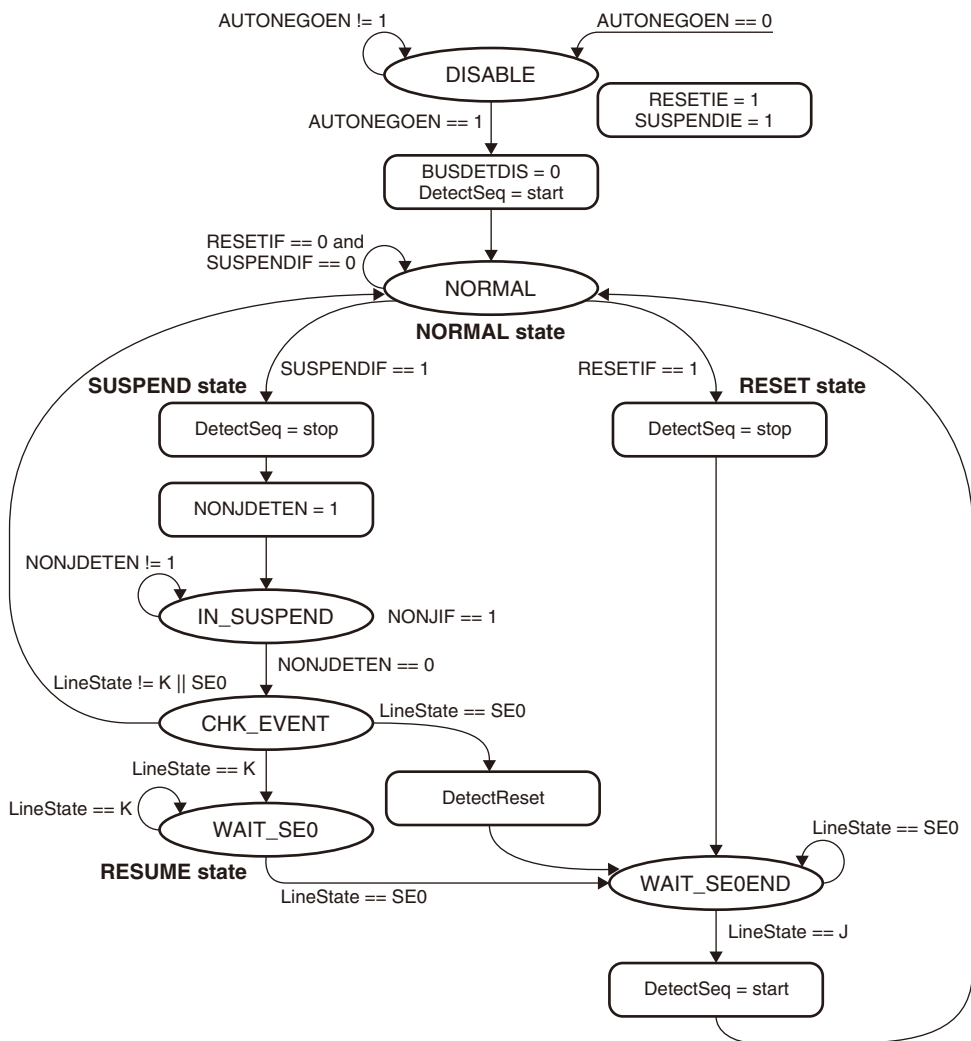 AUTONEGOEN != 1
AUTONEGOEN == 0
DISABLE
RESETIE = 1
SUSPENDIE = 1
AUTONEGOEN == 1
BUSDETDIS = 0
DetectSeq = start
RESETIF == 0 and
SUSPENDIF == 0
NORMAL
NORMAL state
SUSPENDIF == 1
RESETIF == 1
SUSPEND state
RESET state
DetectSeq = stop
DetectSeq = stop
NONJDETEN = 1
NONJDETEN != 1
IN_SUSPEND
NONJIF == 1
NONJDETEN == 0
LineState != K || SE0
CHK_EVENT
LineState == SE0
LineState == K
DetectReset
LineState == K
WAIT_SE0
LineState == SE0
RESUME state
WAIT_SE0END
LineState == SE0
LineState == J
DetectSeq = start